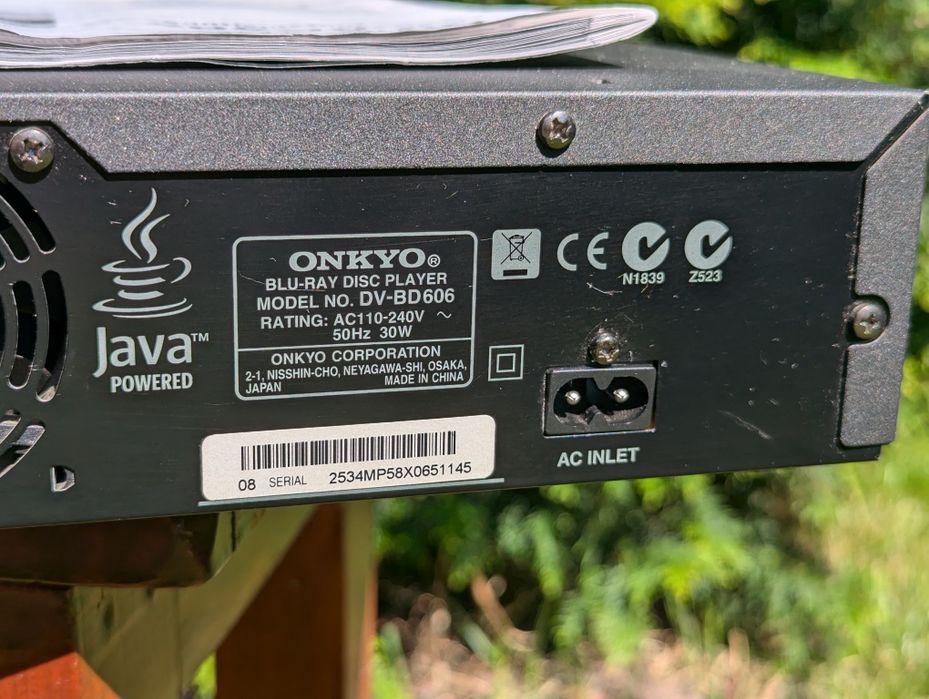 Java™
POWERED
ONKYO®
BLU-RAY DISC PLAYER
MODEL NO. DV-BD606
RATING: AC110-240V ~
50Hz 30W
ONKYO CORPORATION
2-1, NISSHIN-CHO, NEYAGAWA-SHI, OSAKA,
JAPAN MADE IN CHINA
CE
N1839
Z523
AC INLET
08 SERIAL 2534MP58X0651145